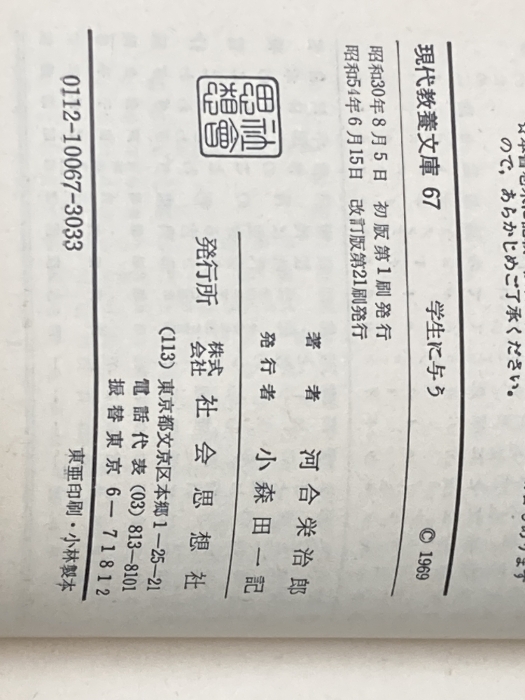 ので、あらかじめご了承ください。
現代教養文庫 67 学生に与う © 1969
昭和30年8月5日 初版第1刷発行
昭和54年6月15日 改訂版第21刷発行
著者 河合栄治郎
発行者 小森田一記
発行所 株式会社 社会思想社
(113) 東京都文京区本郷1-25-21
電話代表 (03) 813-8101
振替東京 6-71812
0112-10067-3033 東亜印刷・小林製本